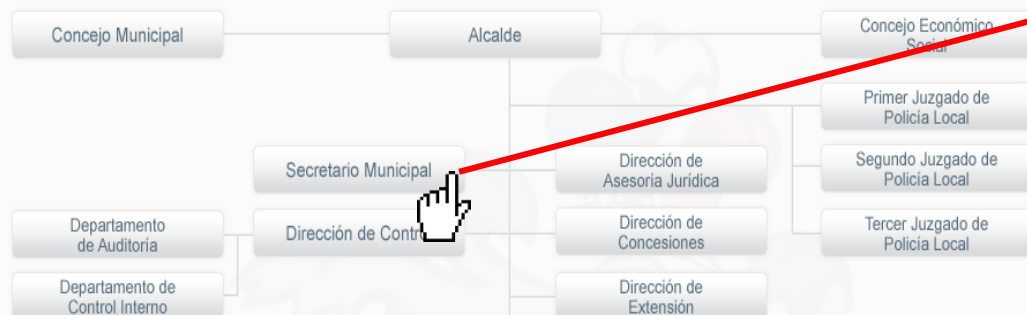 Concejo Municipal
Alcalde
Concejo Económico
Social
Primer Juzgado de
Policía Local
Secretario Municipal
Dirección de
Asesoría Jurídica
Segundo Juzgado de
Policía Local
Departamento
de Auditoría
Dirección de Contr
Dirección de
Concesiones
Tercer Juzgado de
Policía Local
Departamento de
Control Interno
Dirección de
Extensión